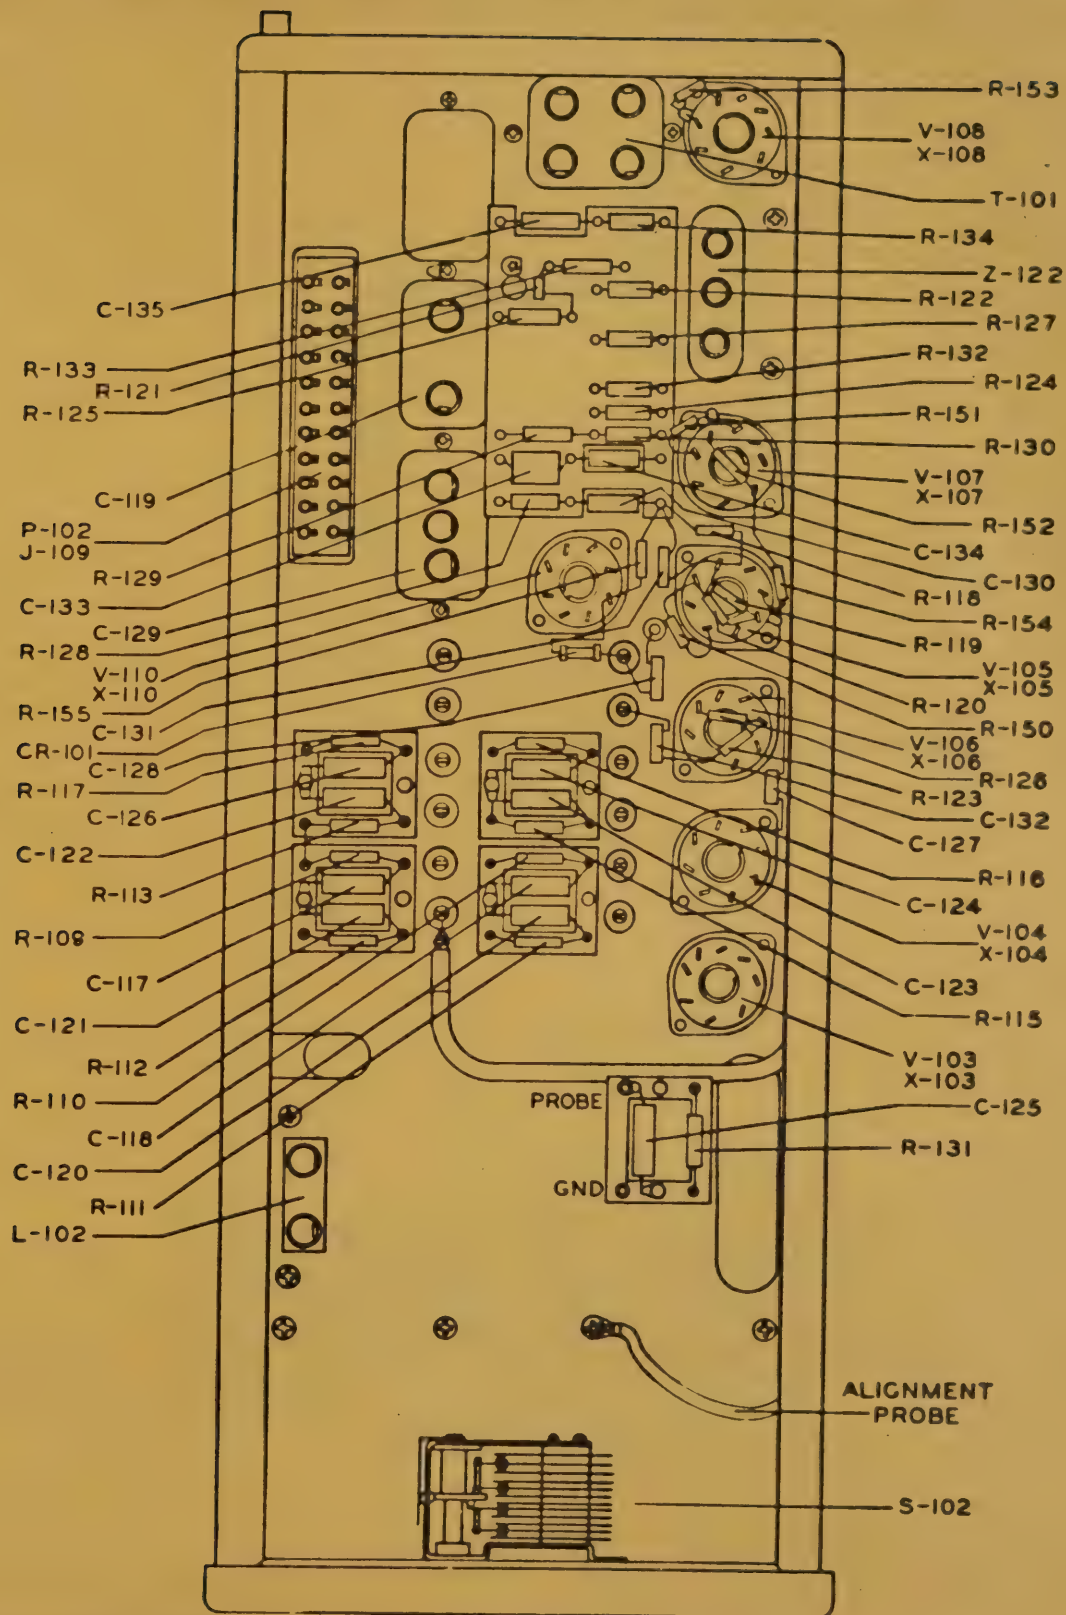 R-153
V-108
X-108
T-101
R-134
Z-122
R-122
R-127
R-132
R-124
R-151
R-130
V-107
X-107
R-152
C-134
C-130
R-118
R-154
R-119
V-105
X-105
R-120
R-150
V-106
X-106
R-126
R-123
C-132
C-127
R-116
C-124
V-104
X-104
C-123
R-115
V-103
X-103
C-125
R-131
C-135
R-133
R-121
R-125
C-119
P-102
J-109
R-129
C-133
C-129
R-128
V-110
X-110
R-155
C-131
CR-101
C-128
R-117
C-126
C-122
R-113
R-109
C-117
C-121
R-112
R-110
C-118
C-120
R-111
L-102
PROBE
GND
ALIGNMENT
PROBE
S-102